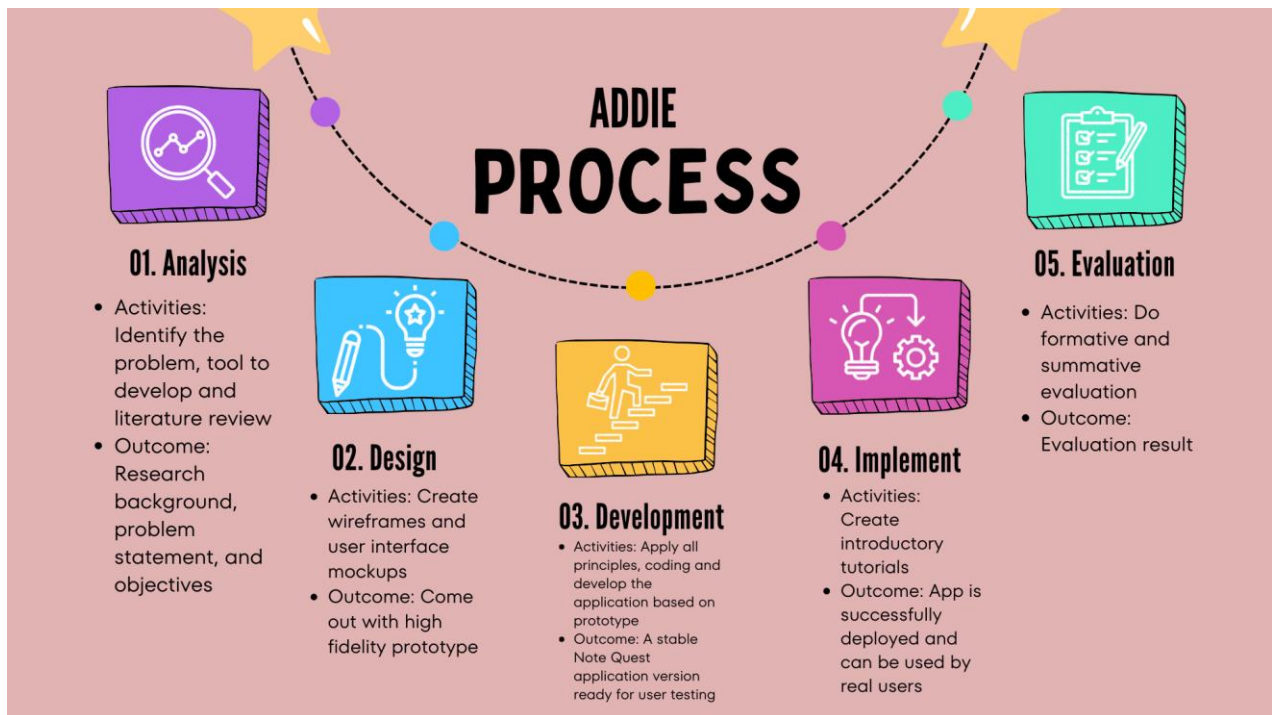 ADDIE
PROCESS
01. Analysis
• Activities:
Identify the
problem, tool to
develop and
literature review
• Outcome:
Research
background,
problem
statement, and
objectives
02. Design
• Activities: Create
wireframes and
user interface
mockups
• Outcome: Come
out with high
fidelity prototype
03. Development
• Activities: Apply all
principles, coding and
develop the
application based on
prototype
• Outcome: A stable
Note Quest
application version
ready for user testing
04. Implement
• Activities:
Create
introductory
tutorials
• Outcome: App is
successfully
deployed and
can be used by
real users
05. Evaluation
• Activities: Do
formative and
summative
evaluation
• Outcome:
Evaluation result